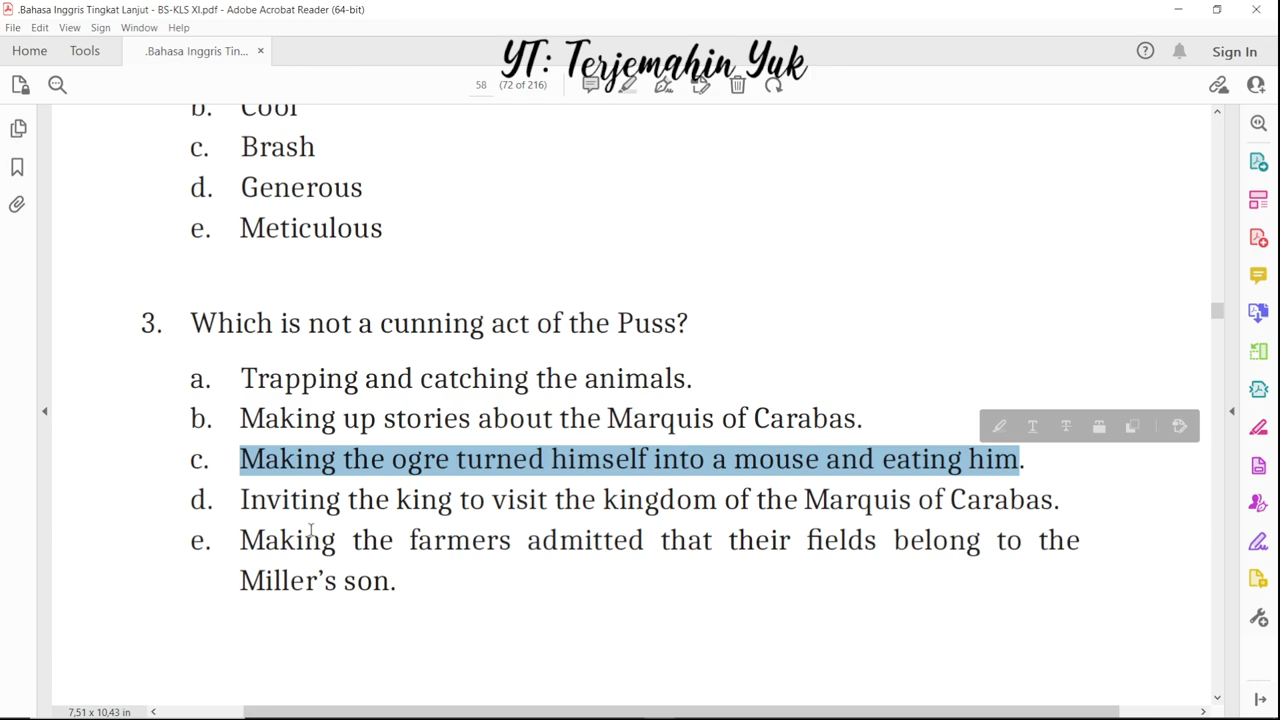 .Bahasa Inggris Tingkat Lanjut - BS-KLS XI.pdf - Adobe Acrobat Reader (64-bit)
File Edit View Sign Window Help
Home Tools .Bahasa Inggris Tin... × Sign In
YT: Terjemahin Yuk
58 (72 of 216)
b. Cool
c. Brash
d. Generous
e. Meticulous
3. Which is not a cunning act of the Puss?
a. Trapping and catching the animals.
b. Making up stories about the Marquis of Carabas.
c. Making the ogre turned himself into a mouse and eating him.
d. Inviting the king to visit the kingdom of the Marquis of Carabas.
e. Making the farmers admitted that their fields belong to the
Miller’s son.
7,51 x 10,43 in